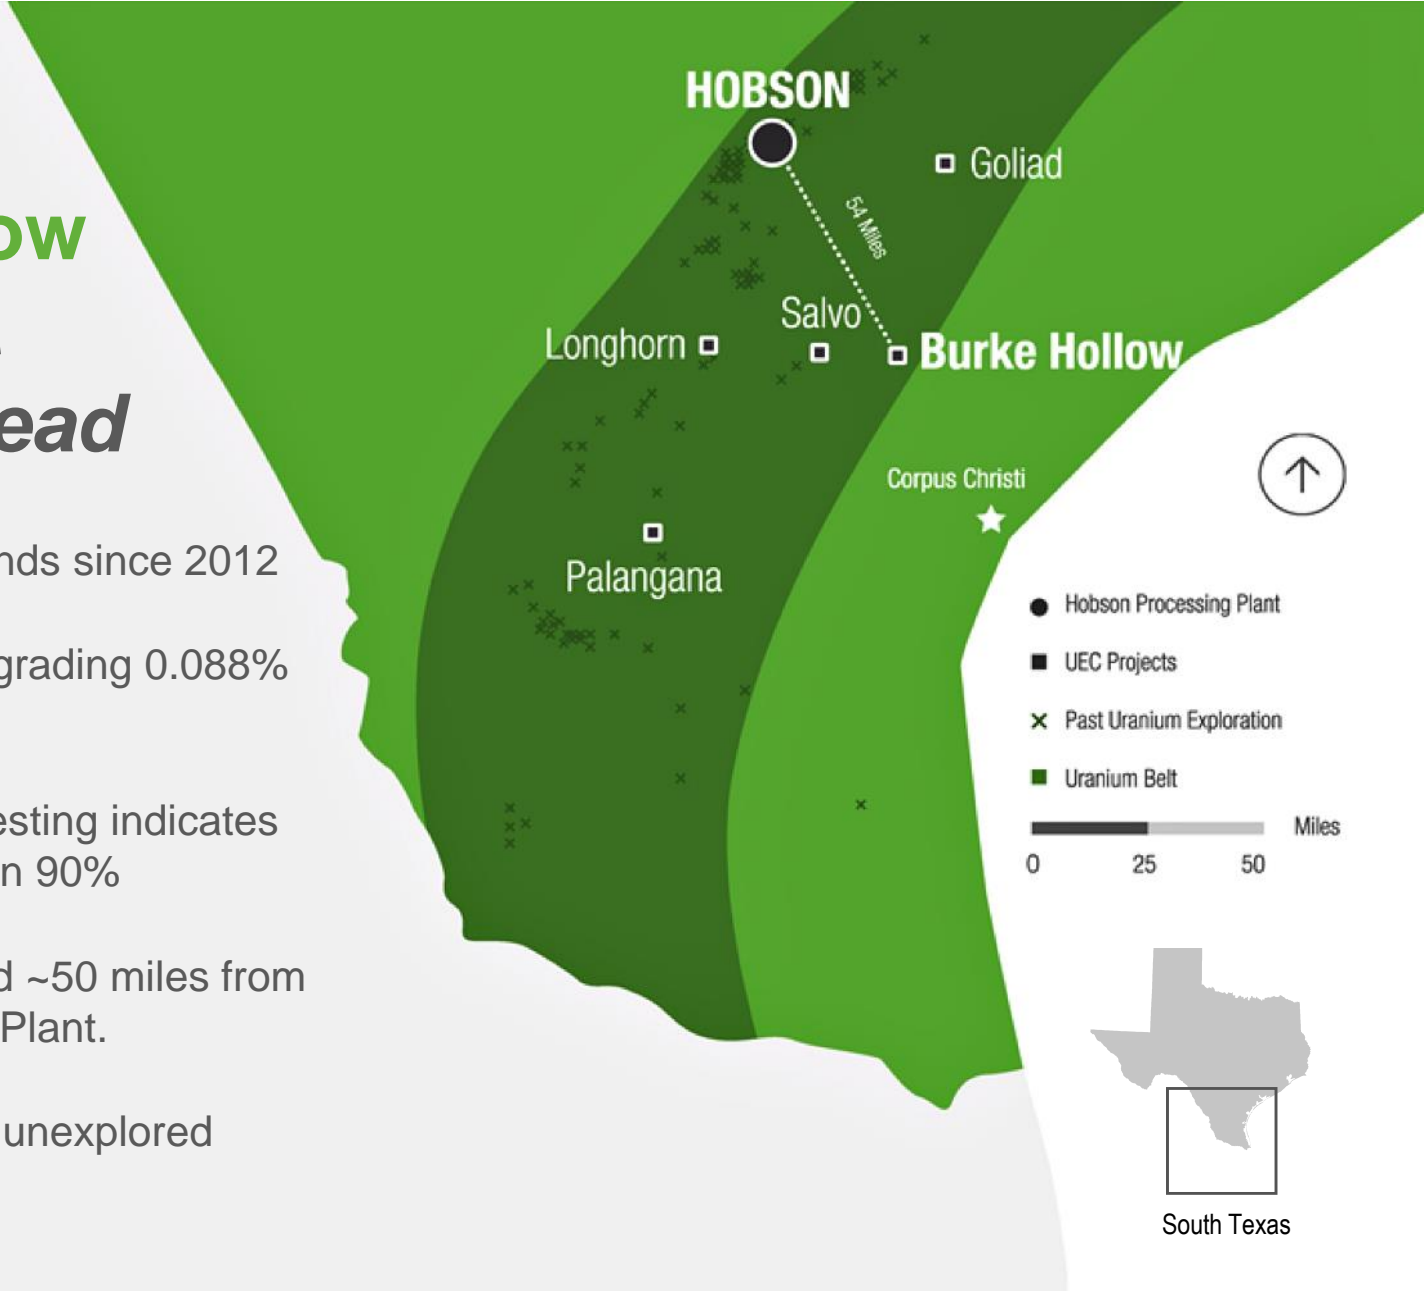 ow
ead
nds since 2012
grading 0.088%
esting indicates
n 90%
d ~50 miles from
Plant.
unexplored
HOBSON
Goliad
54 Miles
Salvo
Longhorn
Burke Hollow
Corpus Christi
Palangana
Hobson Processing Plant
UEC Projects
Past Uranium Exploration
Uranium Belt
Miles
0 25 50
South Texas